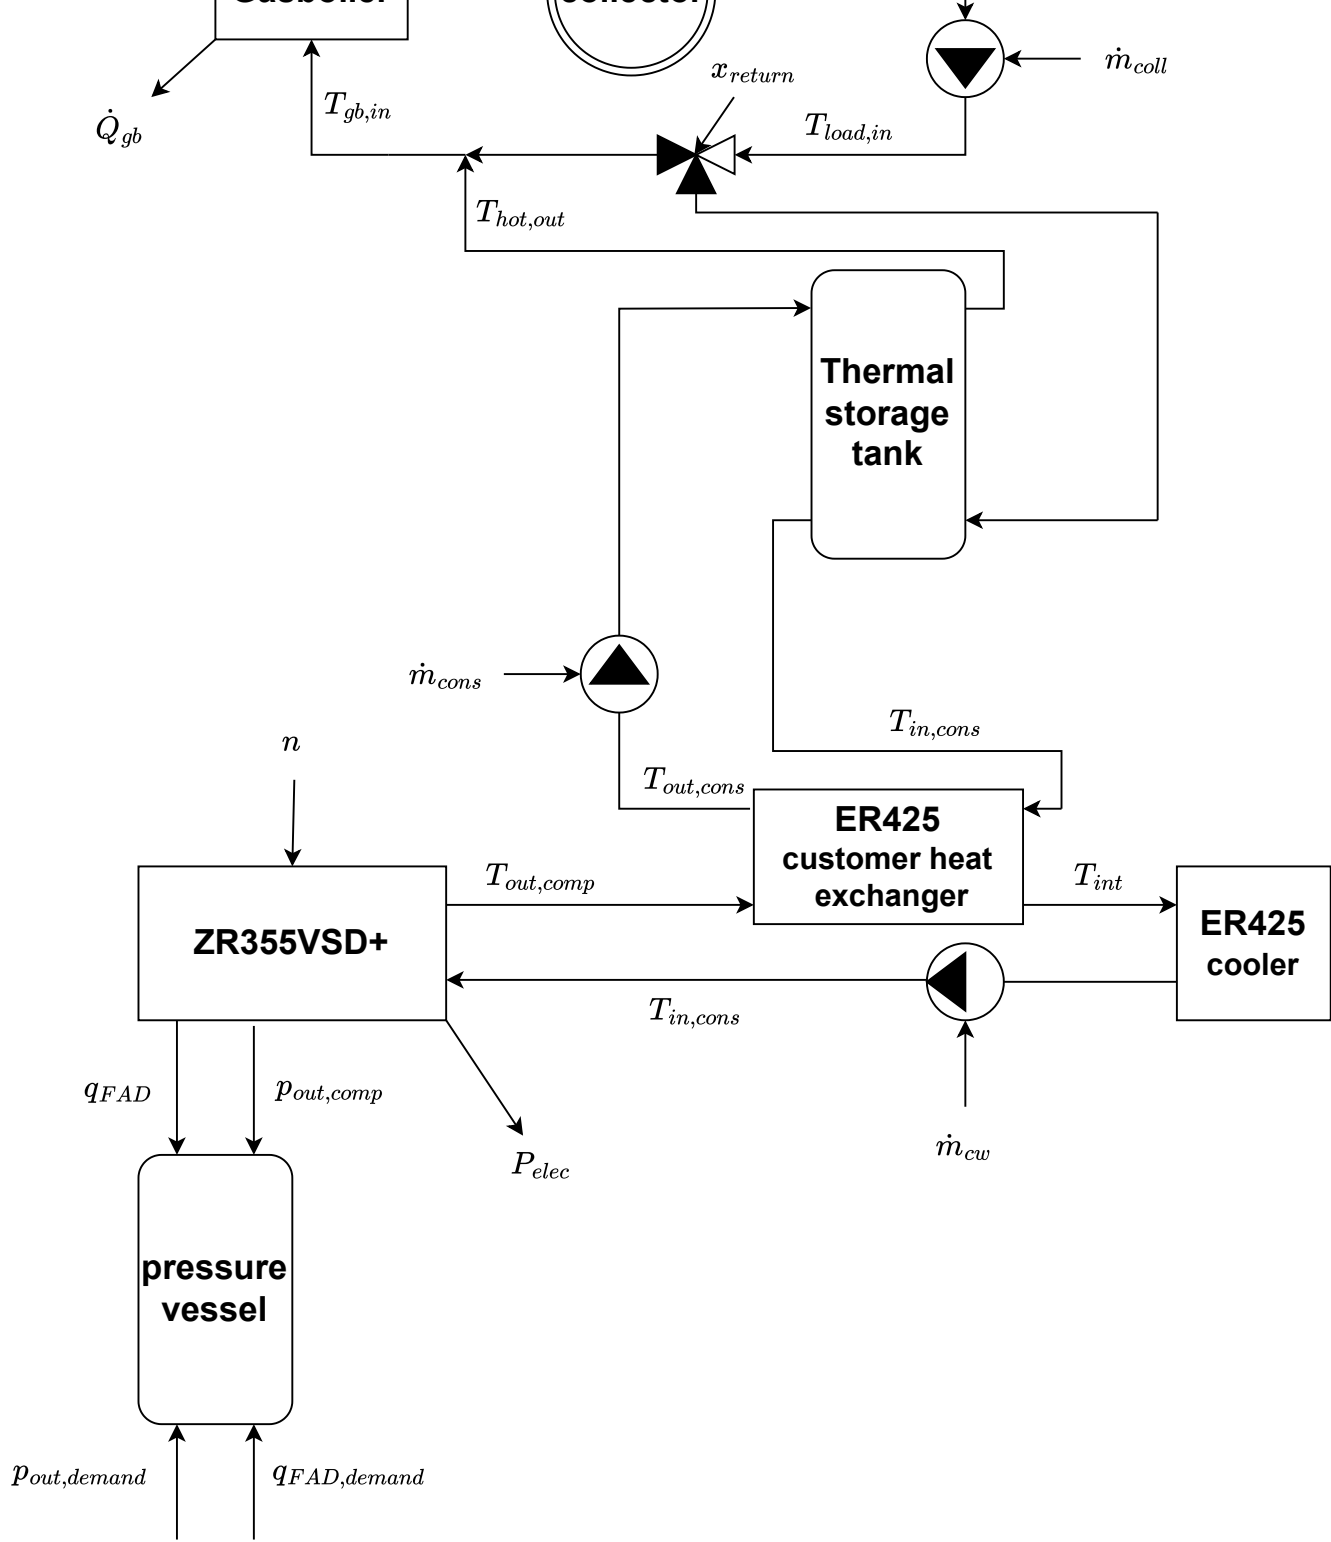 ṁ_coll
x_return
T_gb,in
Q̇_gb
T_load,in
T_hot,out
Thermal
storage
tank
ṁ_cons
T_in,cons
n
T_out,cons
ER425
customer heat
exchanger
T_out,comp
T_int
ZR355VSD+
ER425
cooler
T_in,cons
q_FAD
p_out,comp
ṁ_cw
P_elec
pressure
vessel
p_out,demand
q_FAD,demand